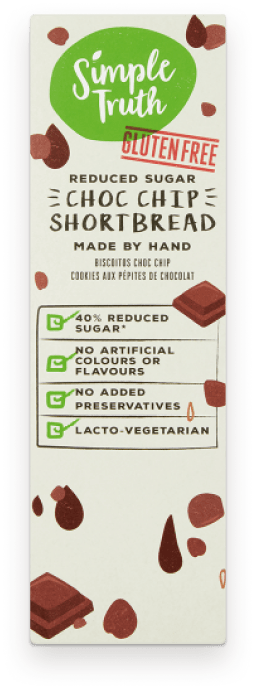 Simple
Truth
GLUTEN FREE
REDUCED SUGAR
CHOC CHIP
SHORTBREAD
MADE BY HAND
BISCOITOS CHOC CHIP
COOKIES AUX PÉPITES DE CHOCOLAT
40% REDUCED
SUGAR*
NO ARTIFICIAL
COLOURS OR
FLAVOURS
NO ADDED
PRESERVATIVES
LACTO-VEGETARIAN